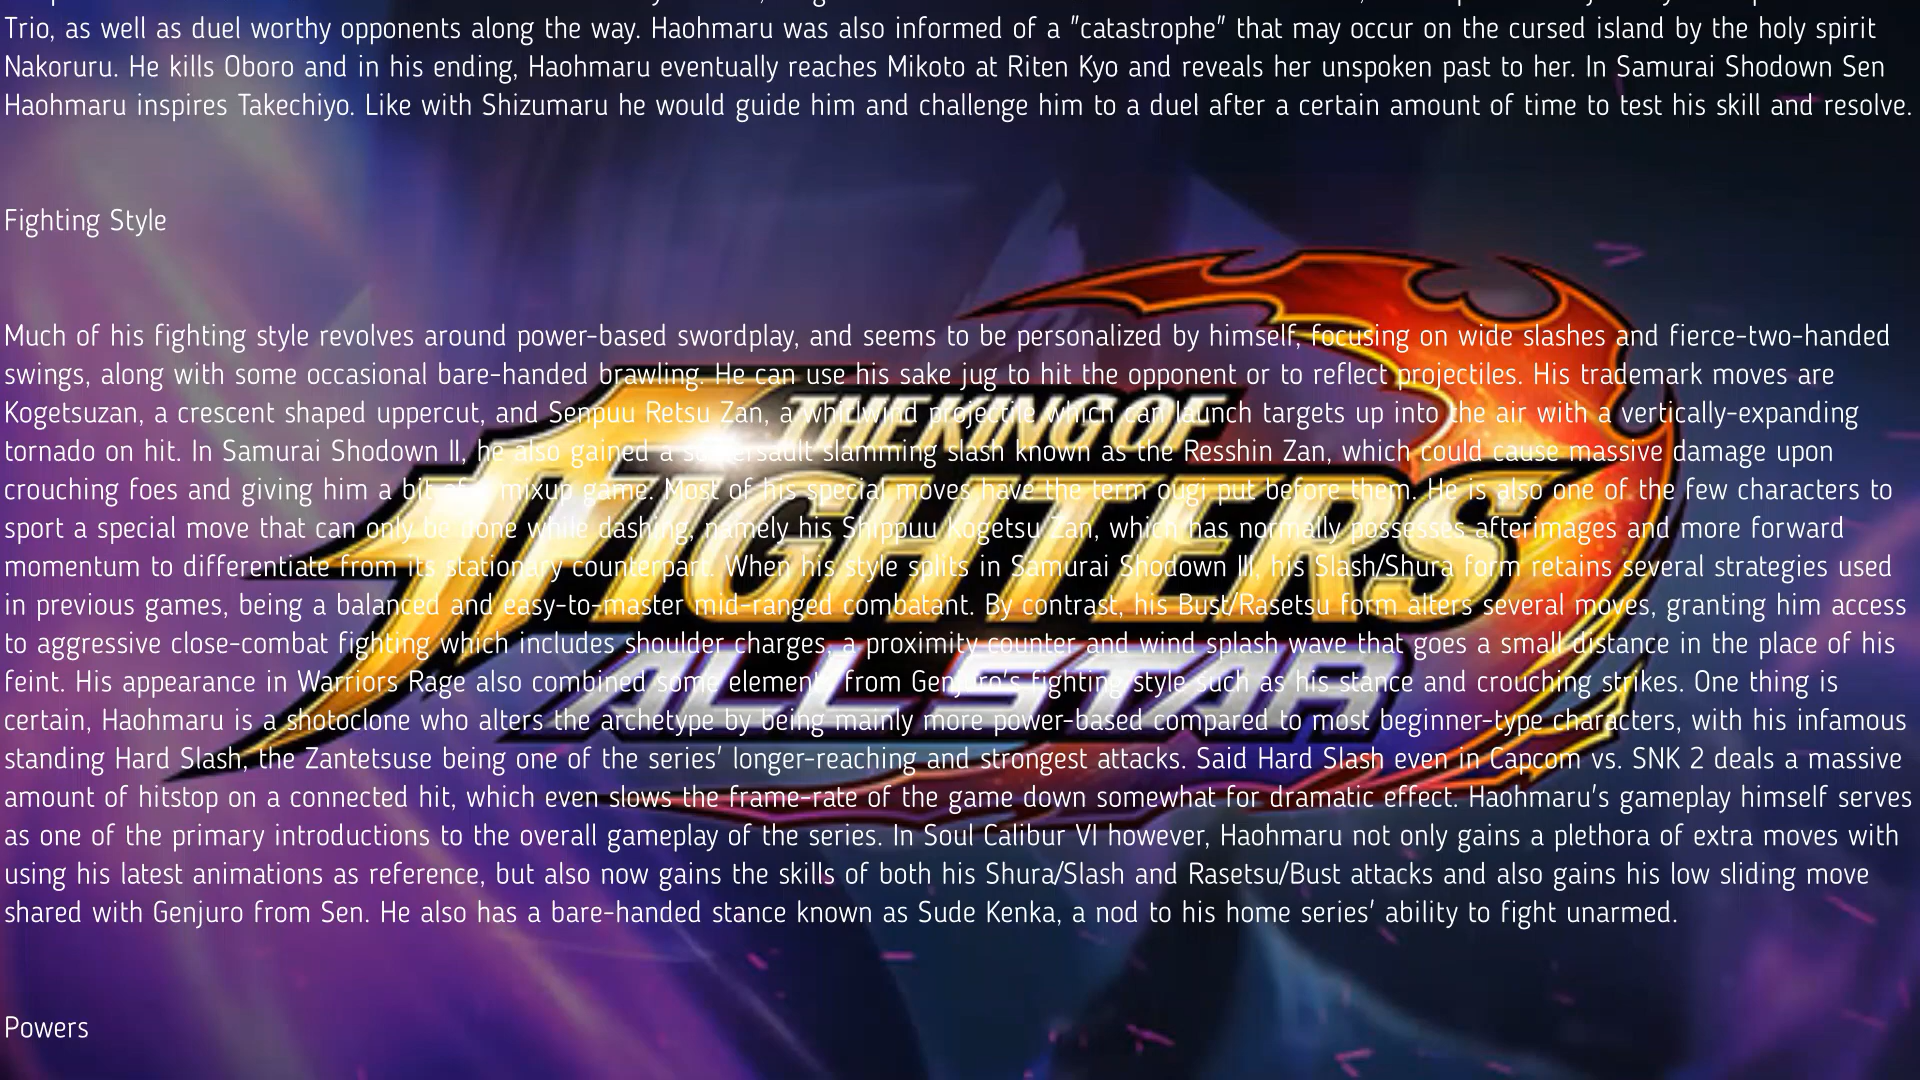 Trio, as well as duel worthy opponents along the way. Haohmaru was also informed of a "catastrophe" that may occur on the cursed island by the holy spirit
Nakoruru. He kills Oboro and in his ending, Haohmaru eventually reaches Mikoto at Riten Kyo and reveals her unspoken past to her. In Samurai Shodown Sen
Haohmaru inspires Takechiyo. Like with Shizumaru he would guide him and challenge him to a duel after a certain amount of time to test his skill and resolve.
Fighting Style
Much of his fighting style revolves around power-based swordplay, and seems to be personalized by himself, focusing on wide slashes and fierce-two-handed
swings, along with some occasional bare-handed brawling. He can use his sake jug to hit the opponent or to reflect projectiles. His trademark moves are
Kogetsuzan, a crescent shaped uppercut, and Senpuu Retsu Zan, a whirlwind projectile which can launch targets up into the air with a vertically-expanding
tornado on hit. In Samurai Shodown II, he also gained a somersault slamming slash known as the Resshin Zan, which could cause massive damage upon
crouching foes and giving him a bit of a mixup game. Most of his special moves have the term ougi put before them. He is also one of the few characters to
sport a special move that can only be done while dashing, namely his Shippuu Kogetsu Zan, which has normally possesses afterimages and more forward
momentum to differentiate from its stationary counterpart. When his style splits in Samurai Shodown III, his Slash/Shura form retains several strategies used
in previous games, being a balanced and easy-to-master mid-ranged combatant. By contrast, his Bust/Rasetsu form alters several moves, granting him access
to aggressive close-combat fighting which includes shoulder charges, a proximity counter and wind splash wave that goes a small distance in the place of his
feint. His appearance in Warriors Rage also combined some elements from Genjuro's fighting style such as his stance and crouching strikes. One thing is
certain, Haohmaru is a shotoclone who alters the archetype by being mainly more power-based compared to most beginner-type characters, with his infamous
standing Hard Slash, the Zantetsuse being one of the series' longer-reaching and strongest attacks. Said Hard Slash even in Capcom vs. SNK 2 deals a massive
amount of hitstop on a connected hit, which even slows the frame-rate of the game down somewhat for dramatic effect. Haohmaru's gameplay himself serves
as one of the primary introductions to the overall gameplay of the series. In Soul Calibur VI however, Haohmaru not only gains a plethora of extra moves with
using his latest animations as reference, but also now gains the skills of both his Shura/Slash and Rasetsu/Bust attacks and also gains his low sliding move
shared with Genjuro from Sen. He also has a bare-handed stance known as Sude Kenka, a nod to his home series' ability to fight unarmed.
Powers
THE KING OF
FIGHTERS
ALLSTAR